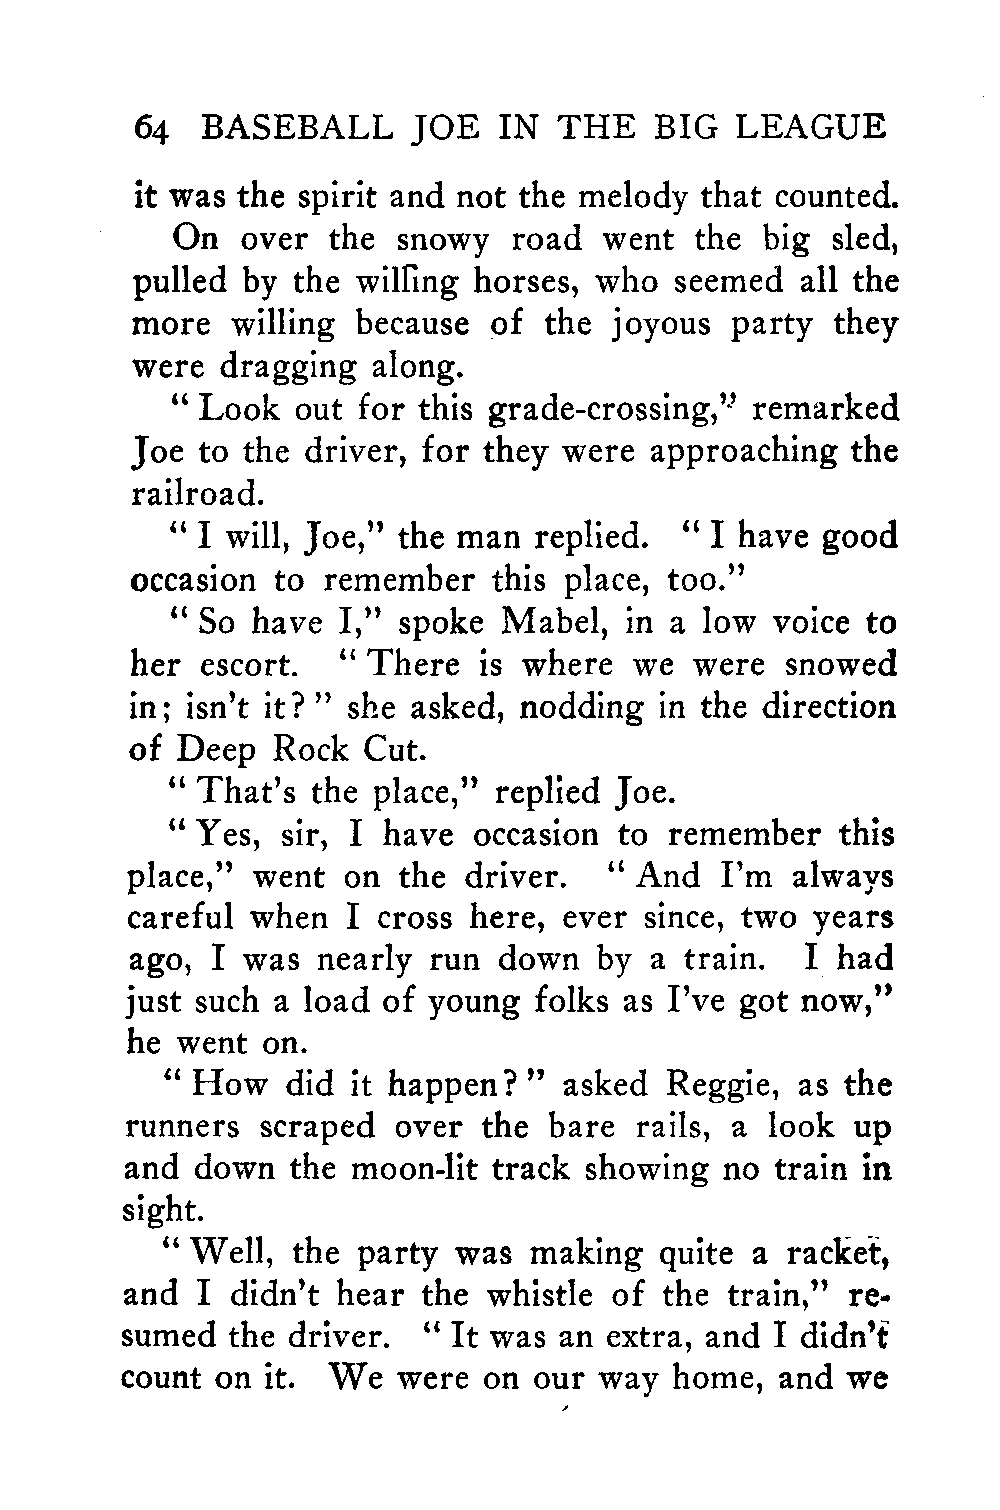 64 BASEBALL JOE IN THE BIG LEAGUE
it was the spirit and not the melody that counted.
On over the snowy road went the big sled,
pulled by the willing horses, who seemed all the
more willing because of the joyous party they
were dragging along.
" Look out for this grade-crossing," remarked
Joe to the driver, for they were approaching the
railroad.
" I will, Joe," the man replied. " I have good
occasion to remember this place, too."
" So have I," spoke Mabel, in a low voice to
her escort. " There is where we were snowed
in; isn't it? " she asked, nodding in the direction
of Deep Rock Cut.
" That's the place," replied Joe.
" Yes, sir, I have occasion to remember this
place," went on the driver. " And I'm always
careful when I cross here, ever since, two years
ago, I was nearly run down by a train. I had
just such a load of young folks as I've got now,"
he went on.
" How did it happen? " asked Reggie, as the
runners scraped over the bare rails, a look up
and down the moon-lit track showing no train in
sight.
" Well, the party was making quite a racket,
and I didn't hear the whistle of the train," re-
sumed the driver. " It was an extra, and I didn't
count on it. We were on our way home, and we